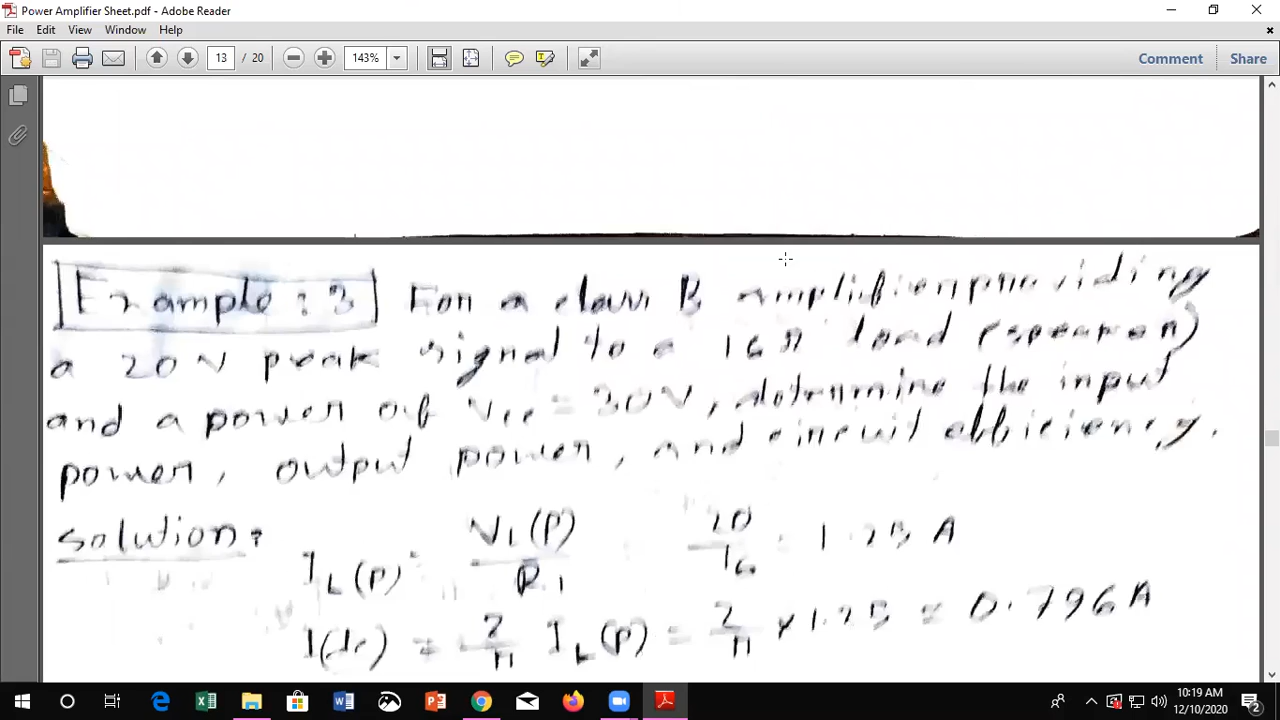 Power Amplifier Sheet.pdf - Adobe Reader
File Edit View Window Help
13 / 20 143% Comment Share
Example : 3 For a class B amplifier providing
a 20 V peak signal to a 16 Ω load (speaker)
and a power of Vcc = 30V, determine the input
power, output power, and circuit efficiency.
Solution: IL(P) = VL(P) / RL = 20 / 16 = 1.25 A
I(dc) = 2/π IL(P) = 2/π × 1.25 = 0.796 A
10:19 AM
12/10/2020
2